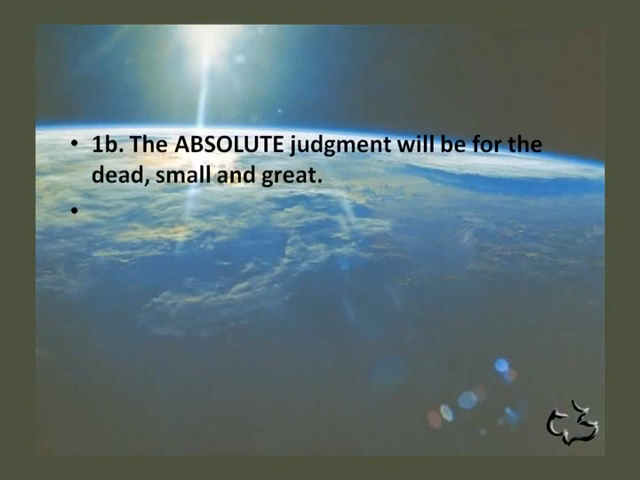 • 1b. The ABSOLUTE judgment will be for the
dead, small and great.
•